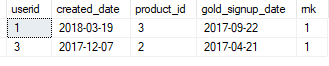 userid created_date product_id gold_signup_date rnk
1 2018-03-19 3 2017-09-22 1
3 2017-12-07 2 2017-04-21 1